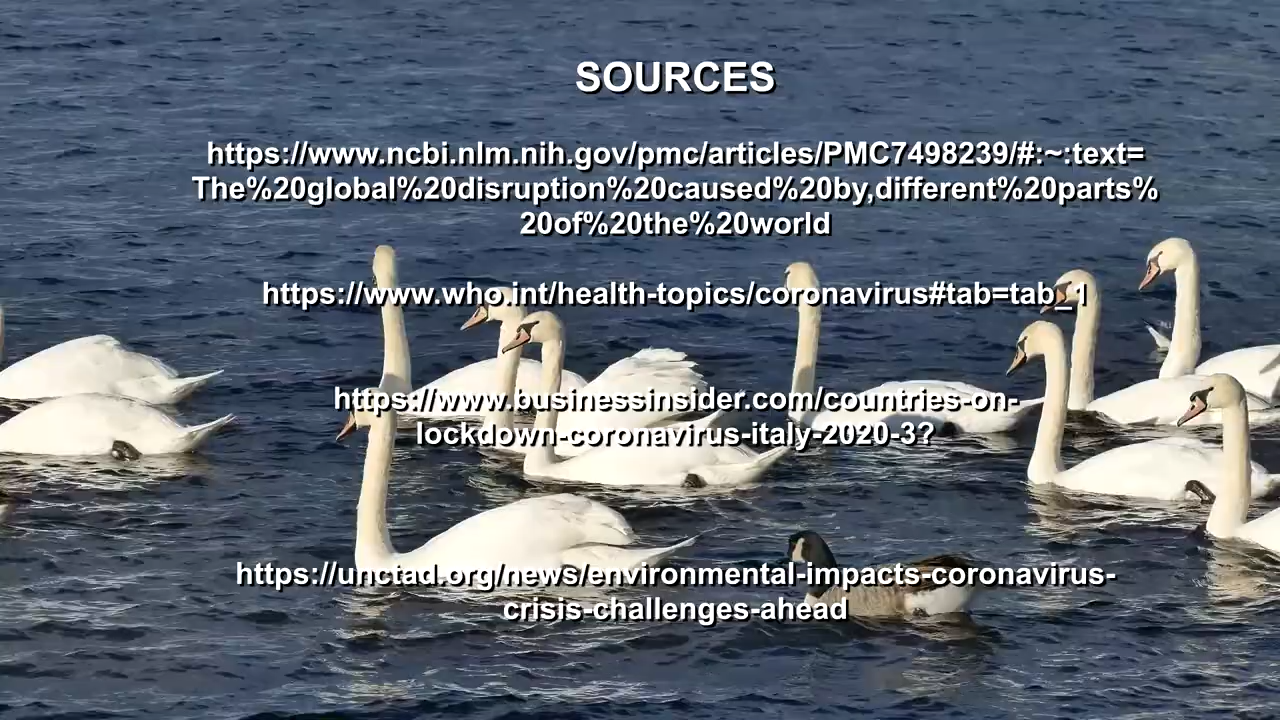 SOURCES
https://www.ncbi.nlm.nih.gov/pmc/articles/PMC7498239/#:~:text=
The%20global%20disruption%20caused%20by,different%20parts%
20of%20the%20world
https://www.who.int/health-topics/coronavirus#tab=tab_1
https://www.businessinsider.com/countries-on-
lockdown-coronavirus-italy-2020-3?
https://unctad.org/news/environmental-impacts-coronavirus-
crisis-challenges-ahead